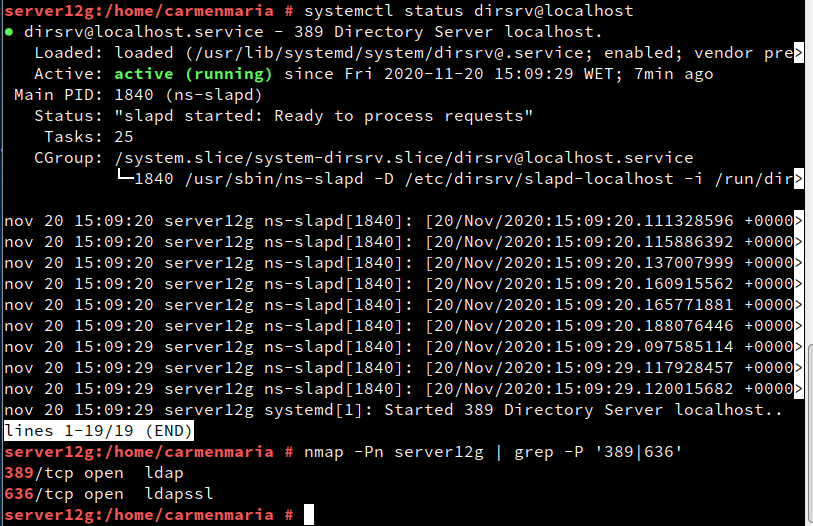 server12g:/home/carmenmaria # systemctl status dirsrv@localhost
● dirsrv@localhost.service - 389 Directory Server localhost.
   Loaded: loaded (/usr/lib/systemd/system/dirsrv@.service; enabled; vendor pre>
   Active: active (running) since Fri 2020-11-20 15:09:29 WET; 7min ago
 Main PID: 1840 (ns-slapd)
   Status: "slapd started: Ready to process requests"
    Tasks: 25
   CGroup: /system.slice/system-dirsrv.slice/dirsrv@localhost.service
           └─1840 /usr/sbin/ns-slapd -D /etc/dirsrv/slapd-localhost -i /run/dir>
nov 20 15:09:20 server12g ns-slapd[1840]: [20/Nov/2020:15:09:20.111328596 +0000>
nov 20 15:09:20 server12g ns-slapd[1840]: [20/Nov/2020:15:09:20.115886392 +0000>
nov 20 15:09:20 server12g ns-slapd[1840]: [20/Nov/2020:15:09:20.137007999 +0000>
nov 20 15:09:20 server12g ns-slapd[1840]: [20/Nov/2020:15:09:20.160915562 +0000>
nov 20 15:09:20 server12g ns-slapd[1840]: [20/Nov/2020:15:09:20.165771881 +0000>
nov 20 15:09:20 server12g ns-slapd[1840]: [20/Nov/2020:15:09:20.188076446 +0000>
nov 20 15:09:29 server12g ns-slapd[1840]: [20/Nov/2020:15:09:29.097585114 +0000>
nov 20 15:09:29 server12g ns-slapd[1840]: [20/Nov/2020:15:09:29.117928457 +0000>
nov 20 15:09:29 server12g ns-slapd[1840]: [20/Nov/2020:15:09:29.120015682 +0000>
nov 20 15:09:29 server12g systemd[1]: Started 389 Directory Server localhost..
lines 1-19/19 (END)
server12g:/home/carmenmaria # nmap -Pn server12g | grep -P '389|636'
389/tcp open  ldap
636/tcp open  ldapssl
server12g:/home/carmenmaria #